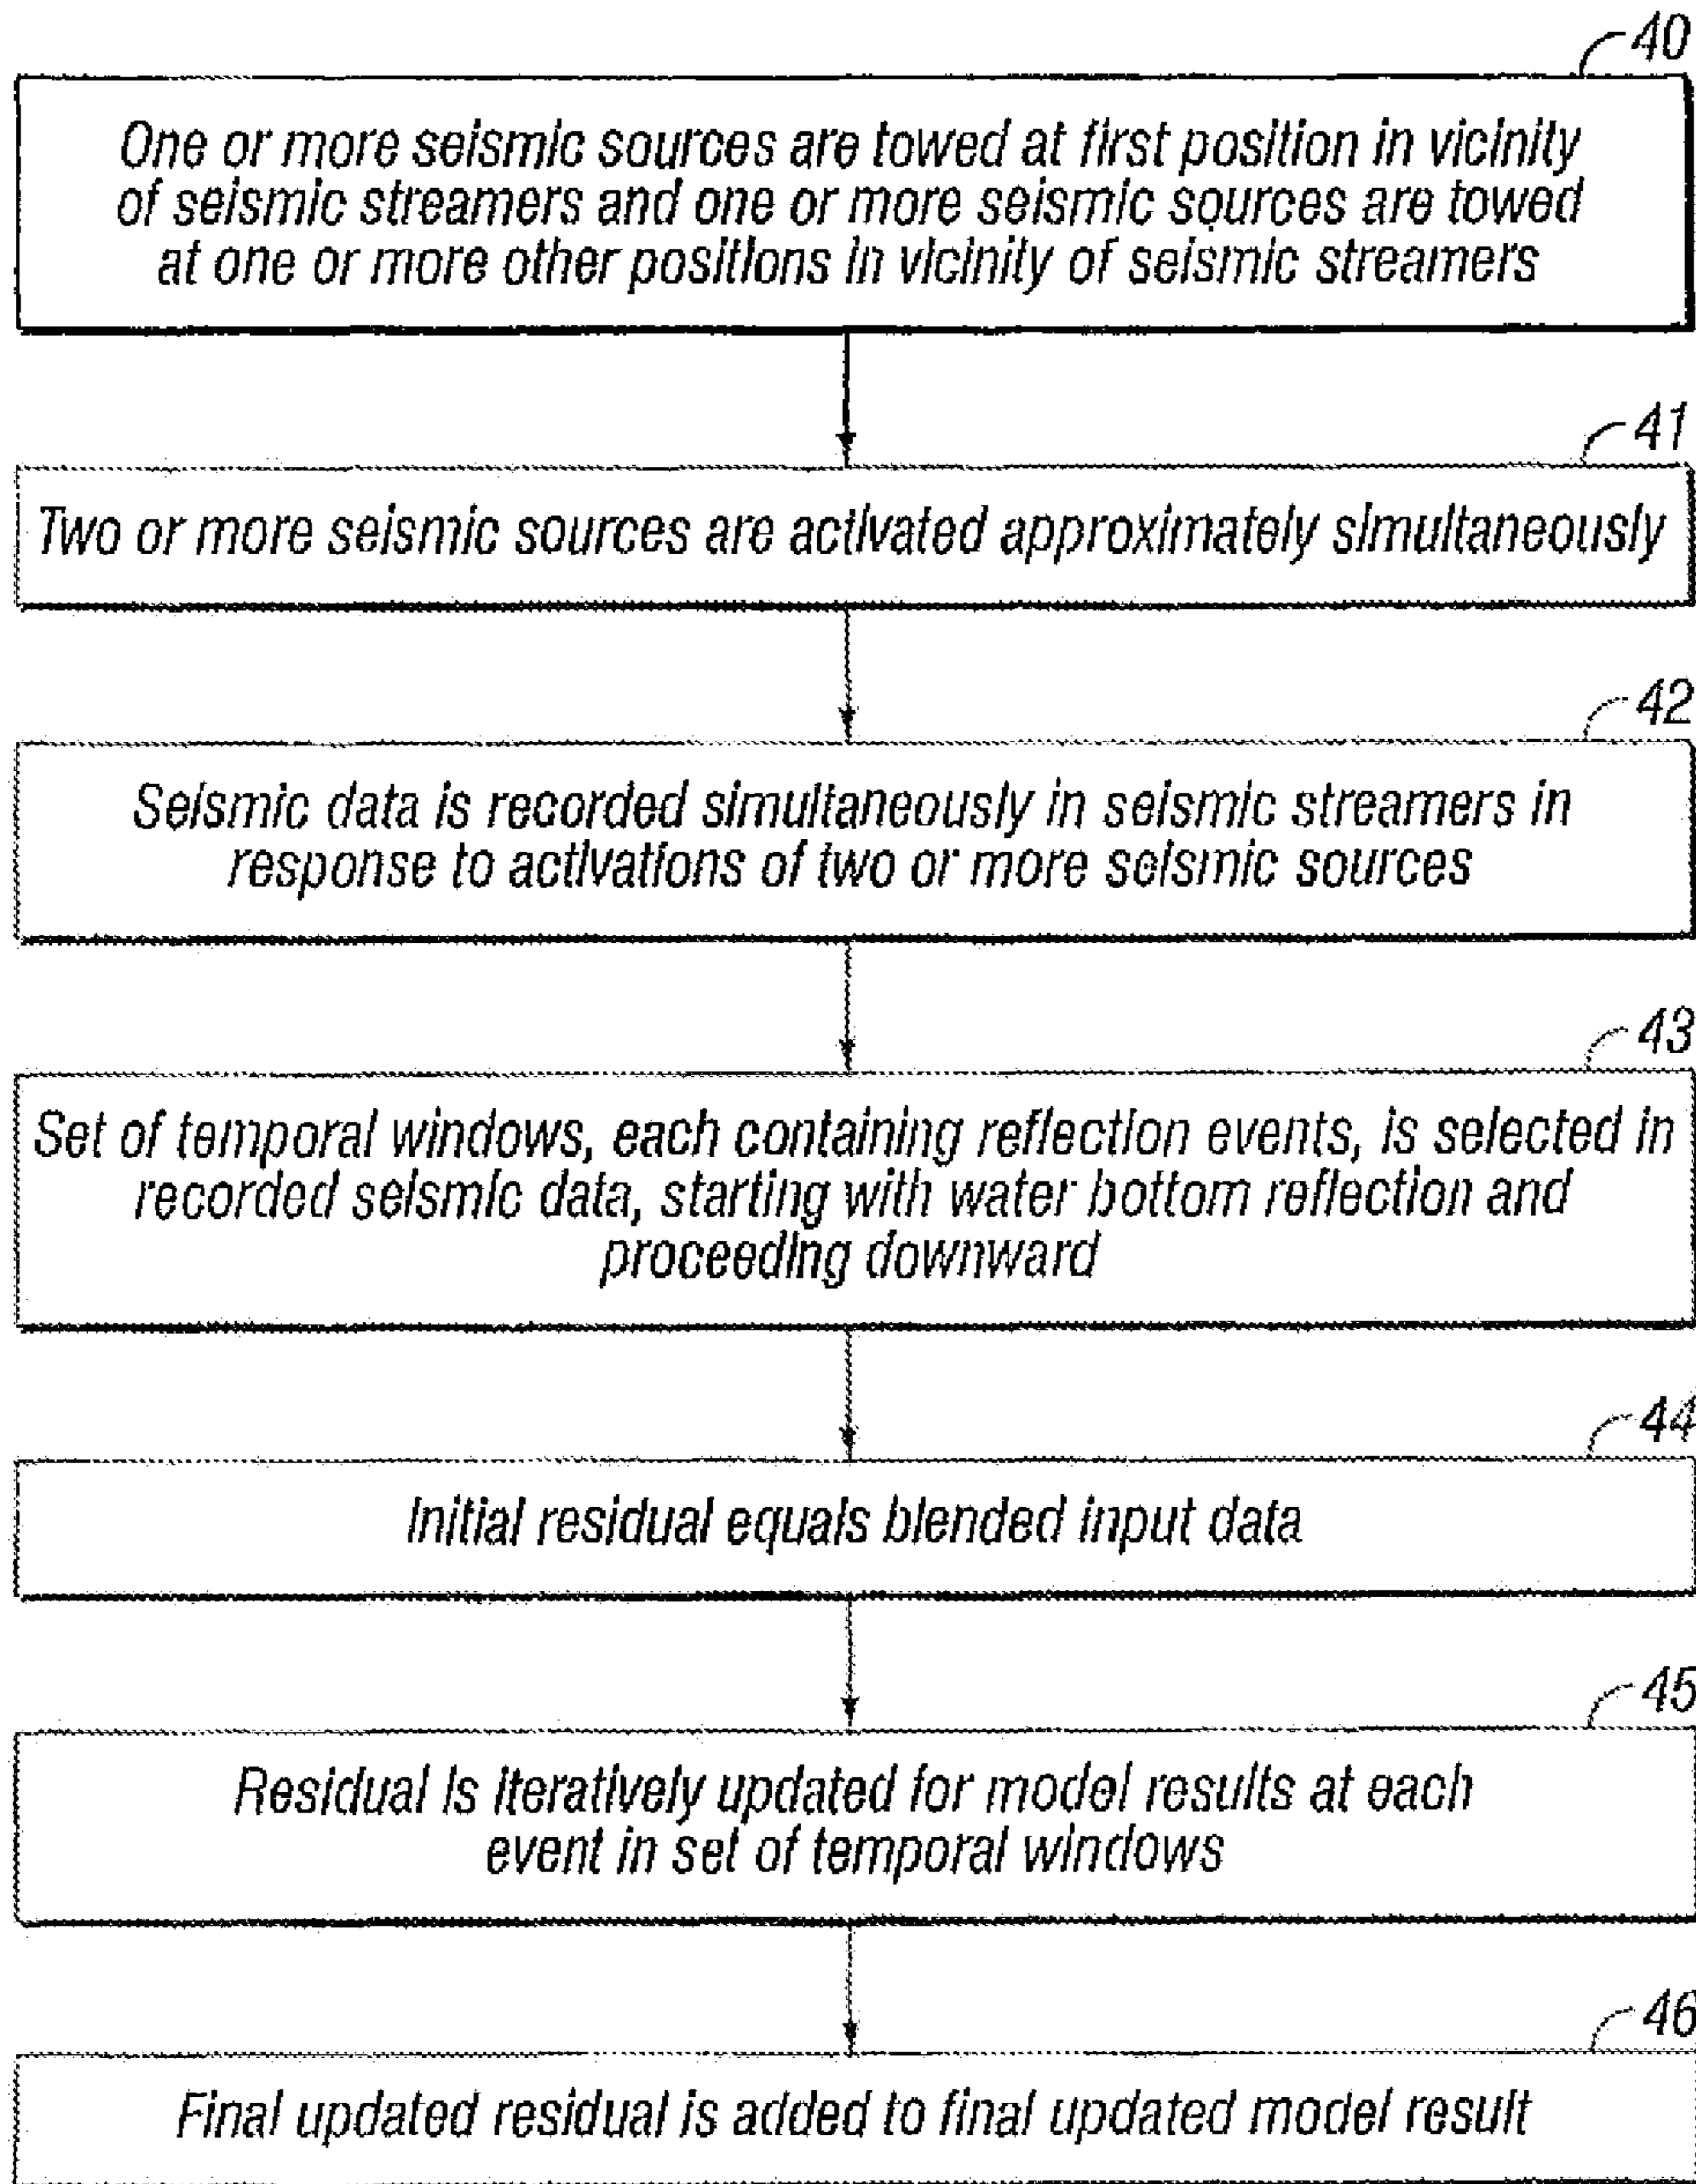 40
One or more seismic sources are towed at first position in vicinity
of seismic streamers and one or more seismic sources are towed
at one or more other positions in vicinity of seismic streamers
41
Two or more seismic sources are activated approximately simultaneously
42
Seismic data is recorded simultaneously in seismic streamers in
response to activations of two or more seismic sources
43
Set of temporal windows, each containing reflection events, is selected in
recorded seismic data, starting with water bottom reflection and
proceeding downward
44
Initial residual equals blended input data
45
Residual is iteratively updated for model results at each
event in set of temporal windows
46
Final updated residual is added to final updated model result